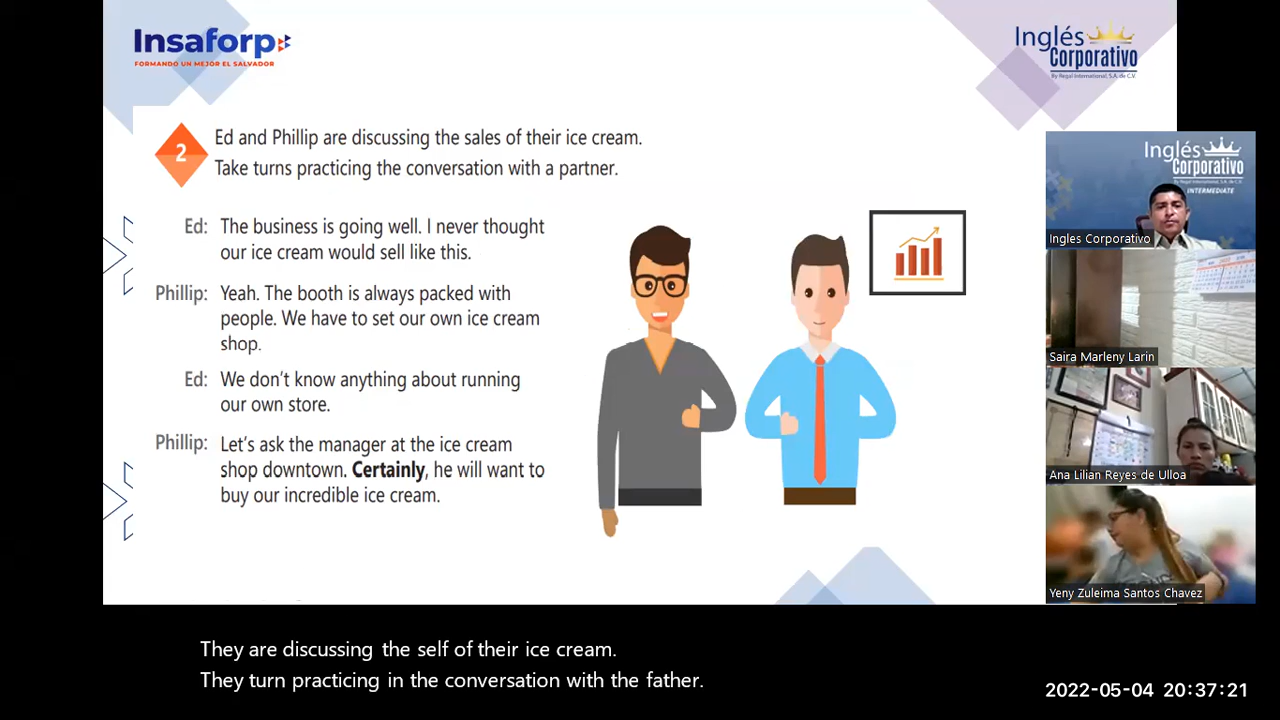 Insaforp
FORMANDO UN MEJOR EL SALVADOR
Inglés
Corporativo
By Regal International, S.A. de C.V.
2
Ed and Phillip are discussing the sales of their ice cream.
Take turns practicing the conversation with a partner.
Ed: The business is going well. I never thought
our ice cream would sell like this.
Phillip: Yeah. The booth is always packed with
people. We have to set our own ice cream
shop.
Ed: We don't know anything about running
our own store.
Phillip: Let's ask the manager at the ice cream
shop downtown. Certainly, he will want to
buy our incredible ice cream.
Inglés
Corporativo
By Regal International, S.A. de C.V.
INTERMEDIATE
Ingles Corporativo
Saira Marleny Larin
Ana Lilian Reyes de Ulloa
Yeny Zuleima Santos Chavez
They are discussing the self of their ice cream.
They turn practicing in the conversation with the father.
2022-05-04 20:37:21